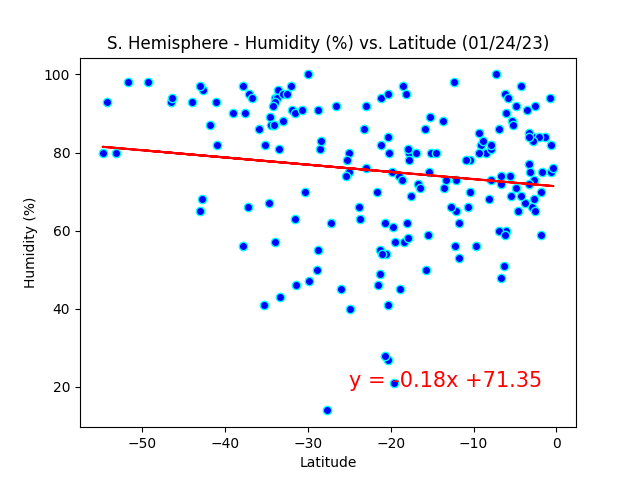 S. Hemisphere - Humidity (%) vs. Latitude (01/24/23)
100
80
60
40
20
Humidity (%)
y = -0.18x +71.35
−50 −40 −30 −20 −10 0
Latitude